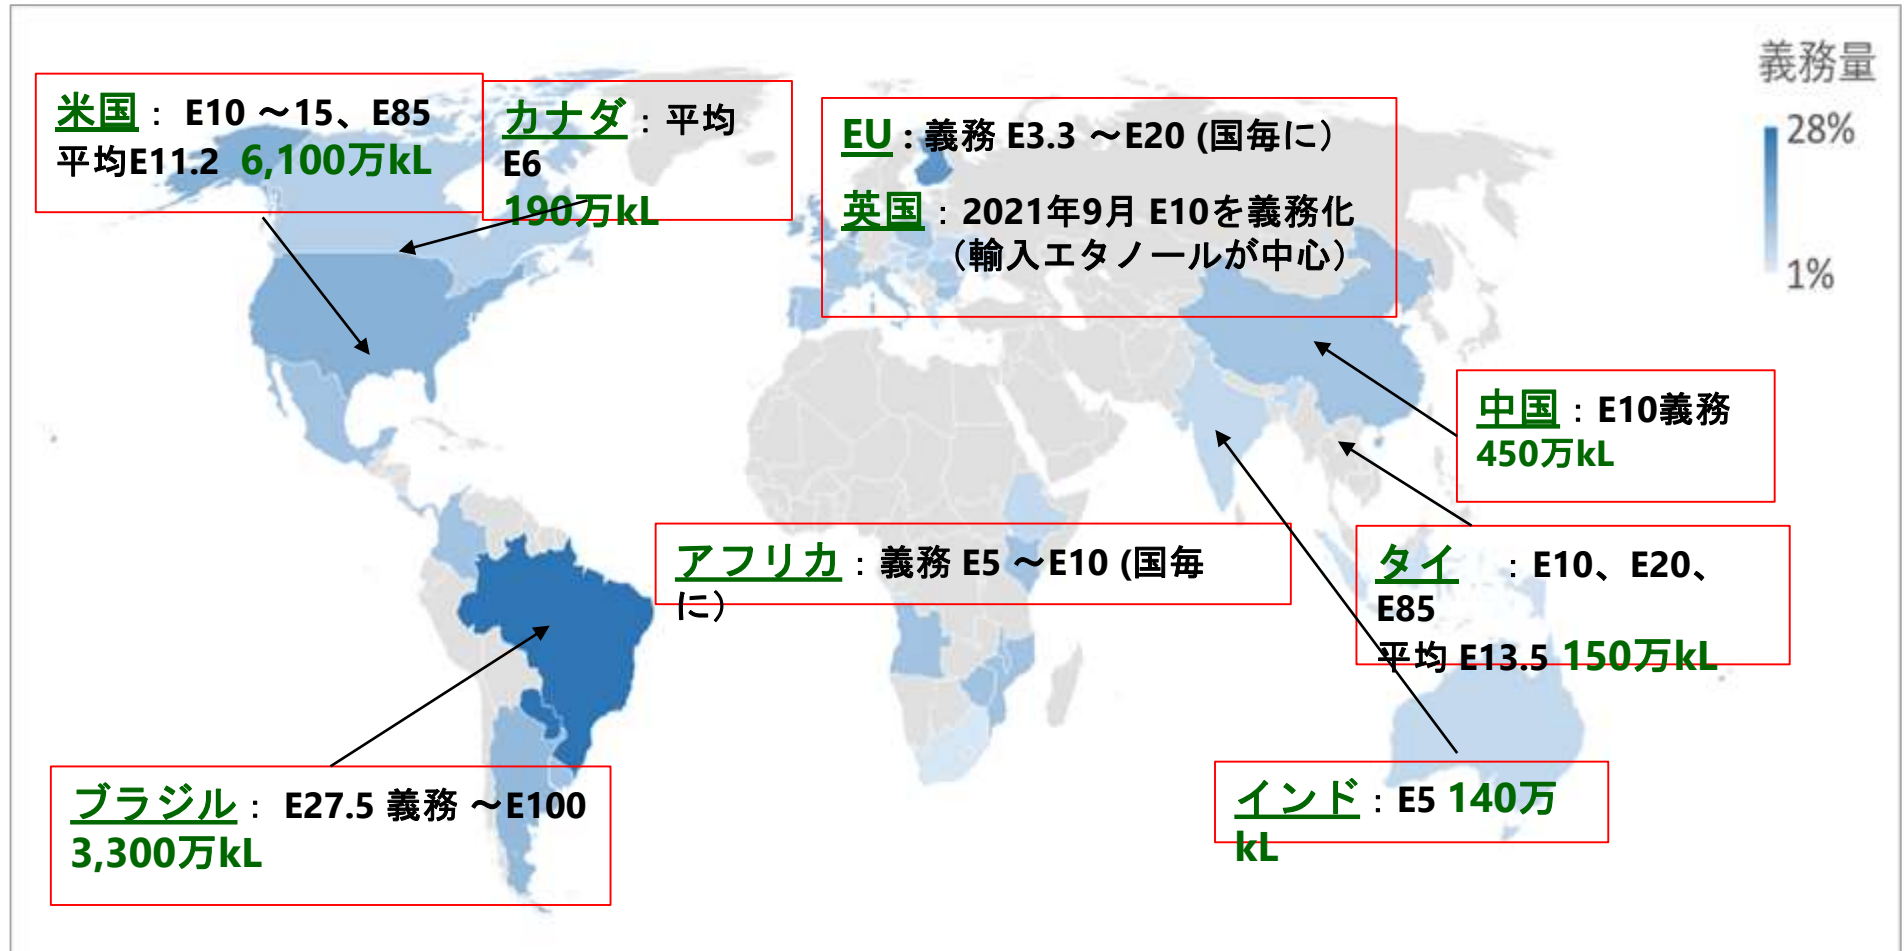 義務量
28%
1%
米国： E10 ～15、E85
平均E11.2 6,100万kL
カナダ：平均
E6
190万kL
EU：義務 E3.3 ～E20 (国毎に）
英国：2021年9月 E10を義務化
（輸入エタノールが中心）
中国：E10義務
450万kL
アフリカ：義務 E5 ～E10 (国毎
に）
タイ ：E10、E20、
E85
平均 E13.5 150万kL
ブラジル： E27.5 義務 ～E100
3,300万kL
インド：E5 140万
kL